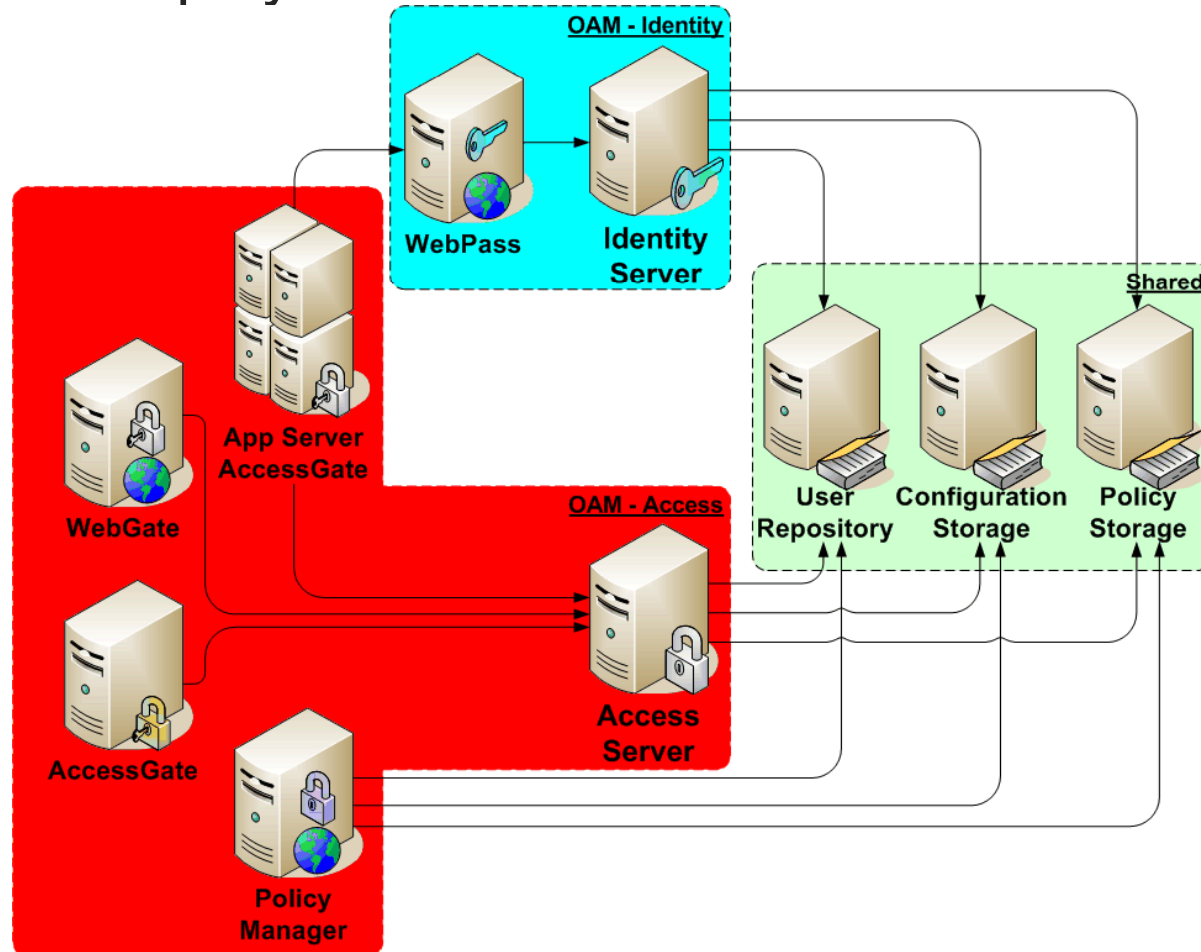 OAM - Identity
WebPass
Identity
Server
Shared
User
Repository
Configuration
Storage
Policy
Storage
App Server
AccessGate
WebGate
OAM - Access
Access
Server
AccessGate
Policy
Manager